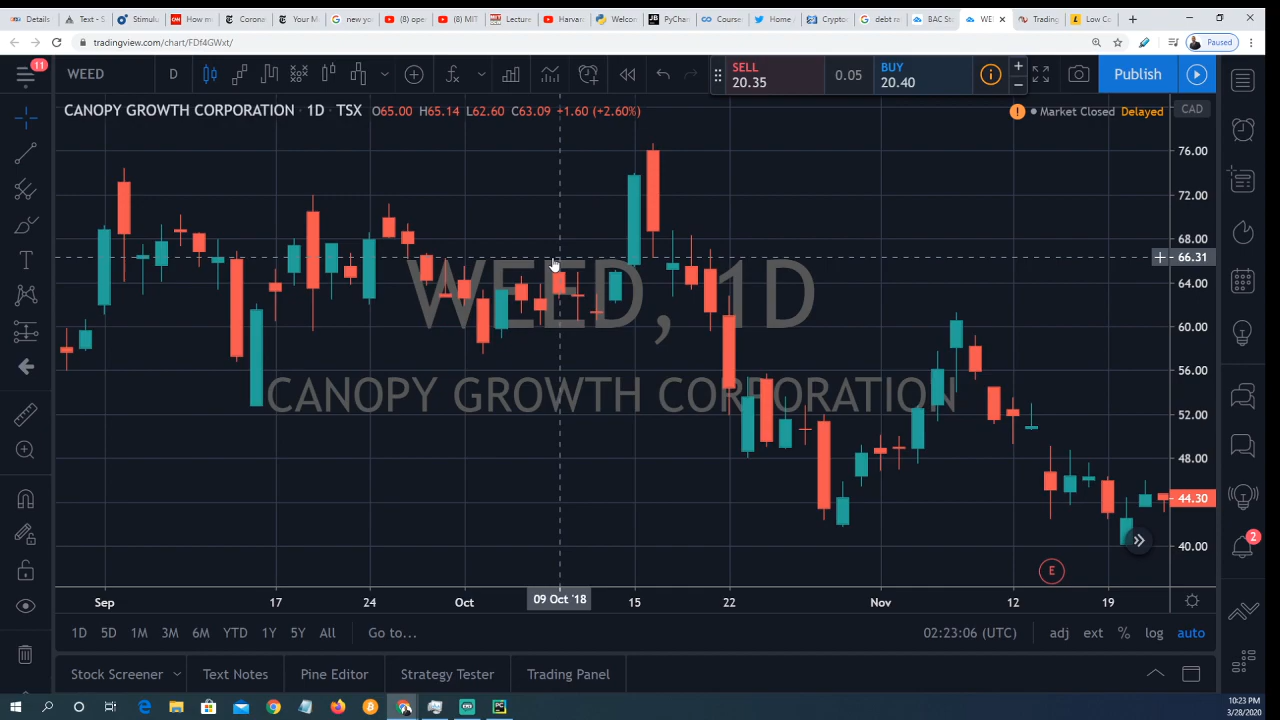 Details
Text - S
Stimulu
How m
Coron
Your M
new yo
(8) ope
(8) MIT
Lecture
Harvar
Welcon
PyChar
Course
Home /
Crypto
debt ra
BAC St
WEI
Trading
Low Co
tradingview.com/chart/FDf4GWxt/
Paused
11
WEED
D
SELL
20.35
0.05
BUY
20.40
Publish
CANOPY GROWTH CORPORATION · 1D · TSX O65.00 H65.14 L62.60 C63.09 +1.60 (+2.60%)
Market Closed Delayed
CAD
76.00
72.00
68.00
66.31
64.00
60.00
56.00
52.00
48.00
44.30
40.00
WEED, 1D
CANOPY GROWTH CORPORATION
E
2
Sep
17
24
Oct
09 Oct '18
15
22
Nov
12
19
1D 5D 1M 3M 6M YTD 1Y 5Y All Go to...
02:23:06 (UTC)
adj ext % log auto
Stock Screener
Text Notes
Pine Editor
Strategy Tester
Trading Panel
10:23 PM
3/28/2020